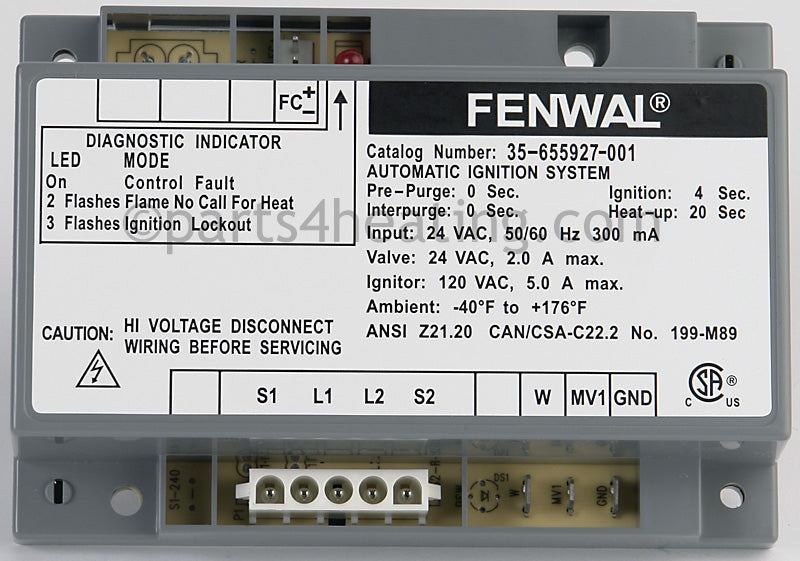 FC + −
FENWAL®
DIAGNOSTIC INDICATOR
LED MODE
On Control Fault
2 Flashes Flame No Call For Heat
3 Flashes Ignition Lockout
Catalog Number: 35-655927-001
AUTOMATIC IGNITION SYSTEM
Pre-Purge: 0 Sec. Ignition: 4 Sec.
Interpurge: 0 Sec. Heat-up: 20 Sec
©parts4heating.com
Input: 24 VAC, 50/60 Hz 300 mA
Valve: 24 VAC, 2.0 A max.
Ignitor: 120 VAC, 5.0 A max.
Ambient: -40°F to +176°F
ANSI Z21.20 CAN/CSA-C22.2 No. 199-M89
CAUTION: HI VOLTAGE DISCONNECT
WIRING BEFORE SERVICING
S1 L1 L2 S2 W MV1 GND
CSA ® C US
S1-240
P1
DS1
W
MV1
GND